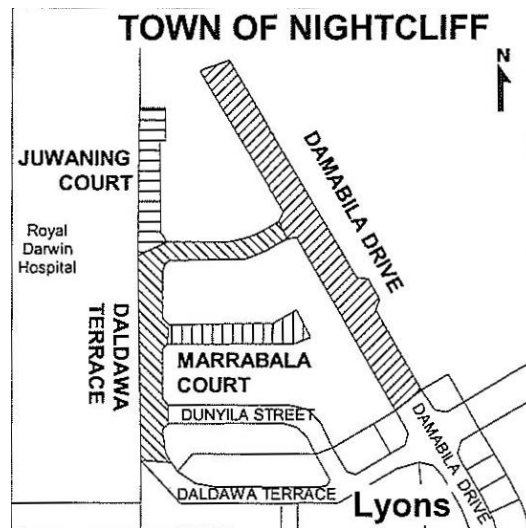 TOWN OF NIGHTCLIFF
N
JUWANING
COURT
DAMABILA DRIVE
Royal
Darwin
Hospital
DALDAWA
TERRACE
MARRABALA
COURT
DUNYILA STREET
DAMABILA DRIVE
DALDAWA TERRACE
Lyons